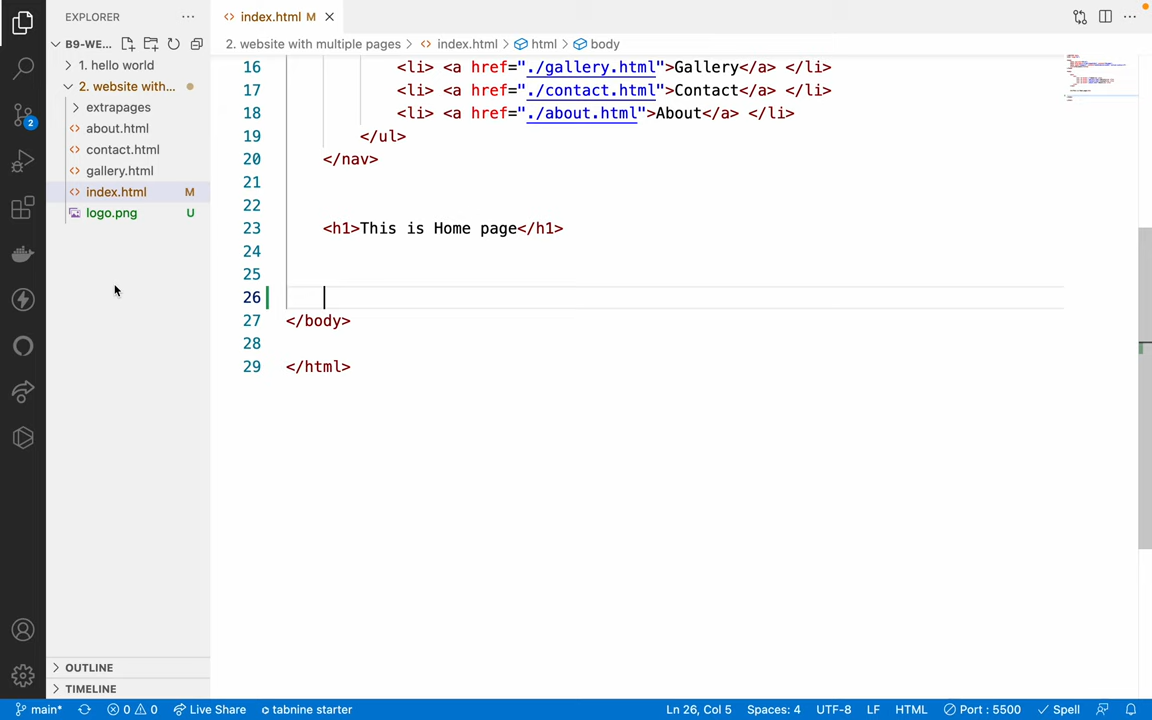 EXPLORER
B9-WE...
1. hello world
2. website with...
extrapages
about.html
contact.html
gallery.html
index.html M
logo.png U
OUTLINE
TIMELINE
index.html M
2. website with multiple pages > index.html > html > body
16 <li> <a href="./gallery.html">Gallery</a> </li>
17 <li> <a href="./contact.html">Contact</a> </li>
18 <li> <a href="./about.html">About</a> </li>
19 </ul>
20 </nav>
21
22
23 <h1>This is Home page</h1>
24
25
26
27 </body>
28
29 </html>
2
main* 0 0 Live Share tabnine starter Ln 26, Col 5 Spaces: 4 UTF-8 LF HTML Port : 5500 Spell